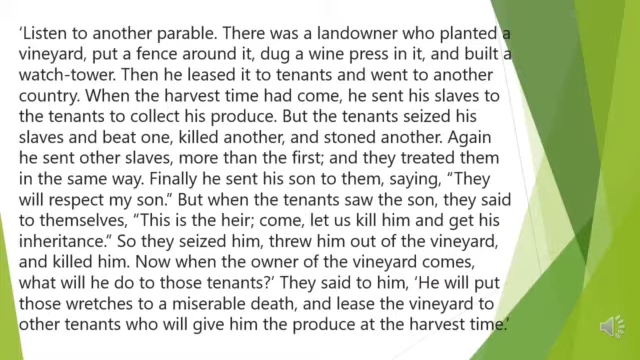 ‘Listen to another parable. There was a landowner who planted a
vineyard, put a fence around it, dug a wine press in it, and built a
watch-tower. Then he leased it to tenants and went to another
country. When the harvest time had come, he sent his slaves to
the tenants to collect his produce. But the tenants seized his
slaves and beat one, killed another, and stoned another. Again
he sent other slaves, more than the first; and they treated them
in the same way. Finally he sent his son to them, saying, “They
will respect my son.” But when the tenants saw the son, they said
to themselves, “This is the heir; come, let us kill him and get his
inheritance.” So they seized him, threw him out of the vineyard,
and killed him. Now when the owner of the vineyard comes,
what will he do to those tenants?’ They said to him, ‘He will put
those wretches to a miserable death, and lease the vineyard to
other tenants who will give him the produce at the harvest time.’